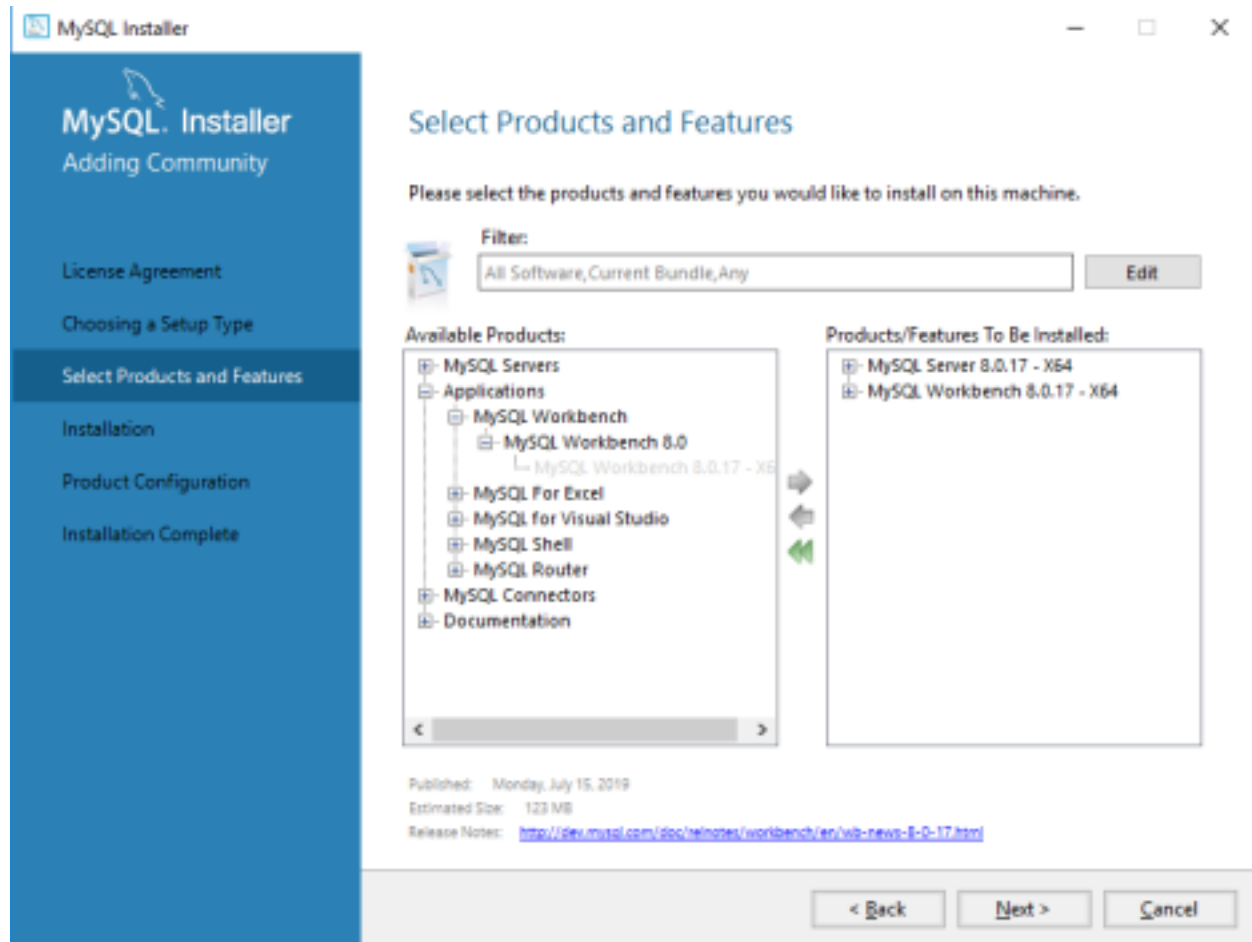 MySQL Installer
MySQL. Installer
Adding Community
License Agreement
Choosing a Setup Type
Select Products and Features
Installation
Product Configuration
Installation Complete
Select Products and Features
Please select the products and features you would like to install on this machine.
Filter:
All Software,Current Bundle,Any
Edit
Available Products:
MySQL Servers
Applications
MySQL Workbench
MySQL Workbench 8.0
MySQL Workbench 8.0.17 - X6
MySQL For Excel
MySQL for Visual Studio
MySQL Shell
MySQL Router
MySQL Connectors
Documentation
Products/Features To Be Installed:
MySQL Server 8.0.17 - X64
MySQL Workbench 8.0.17 - X64
Published: Monday, July 15, 2019
Estimated Size: 123 MB
Release Notes: http://dev.mysql.com/doc/relnotes/workbench/en/wb-news-8-0-17.html
< Back
Next >
Cancel